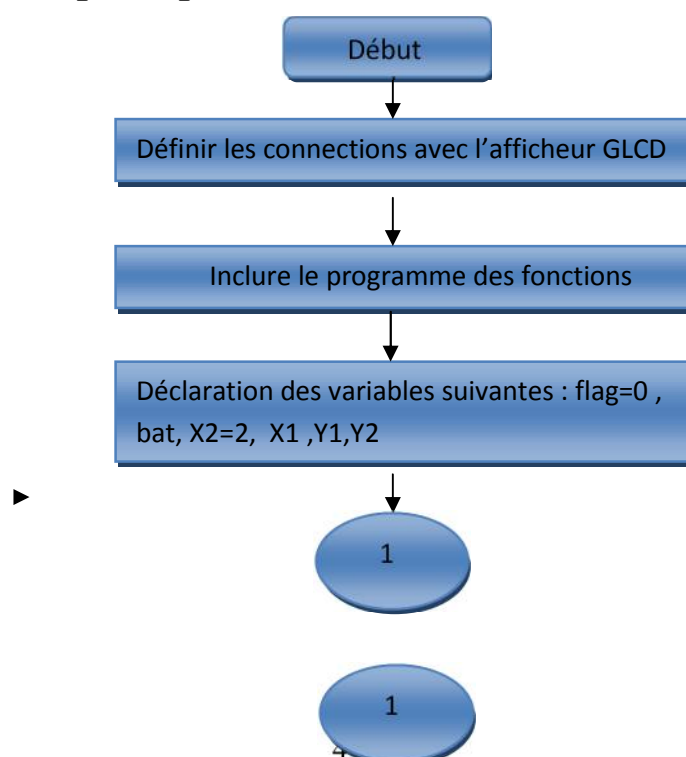 Début
Définir les connections avec l'afficheur GLCD
Inclure le programme des fonctions
Déclaration des variables suivantes : flag=0 ,
bat, X2=2, X1 ,Y1,Y2
1
1